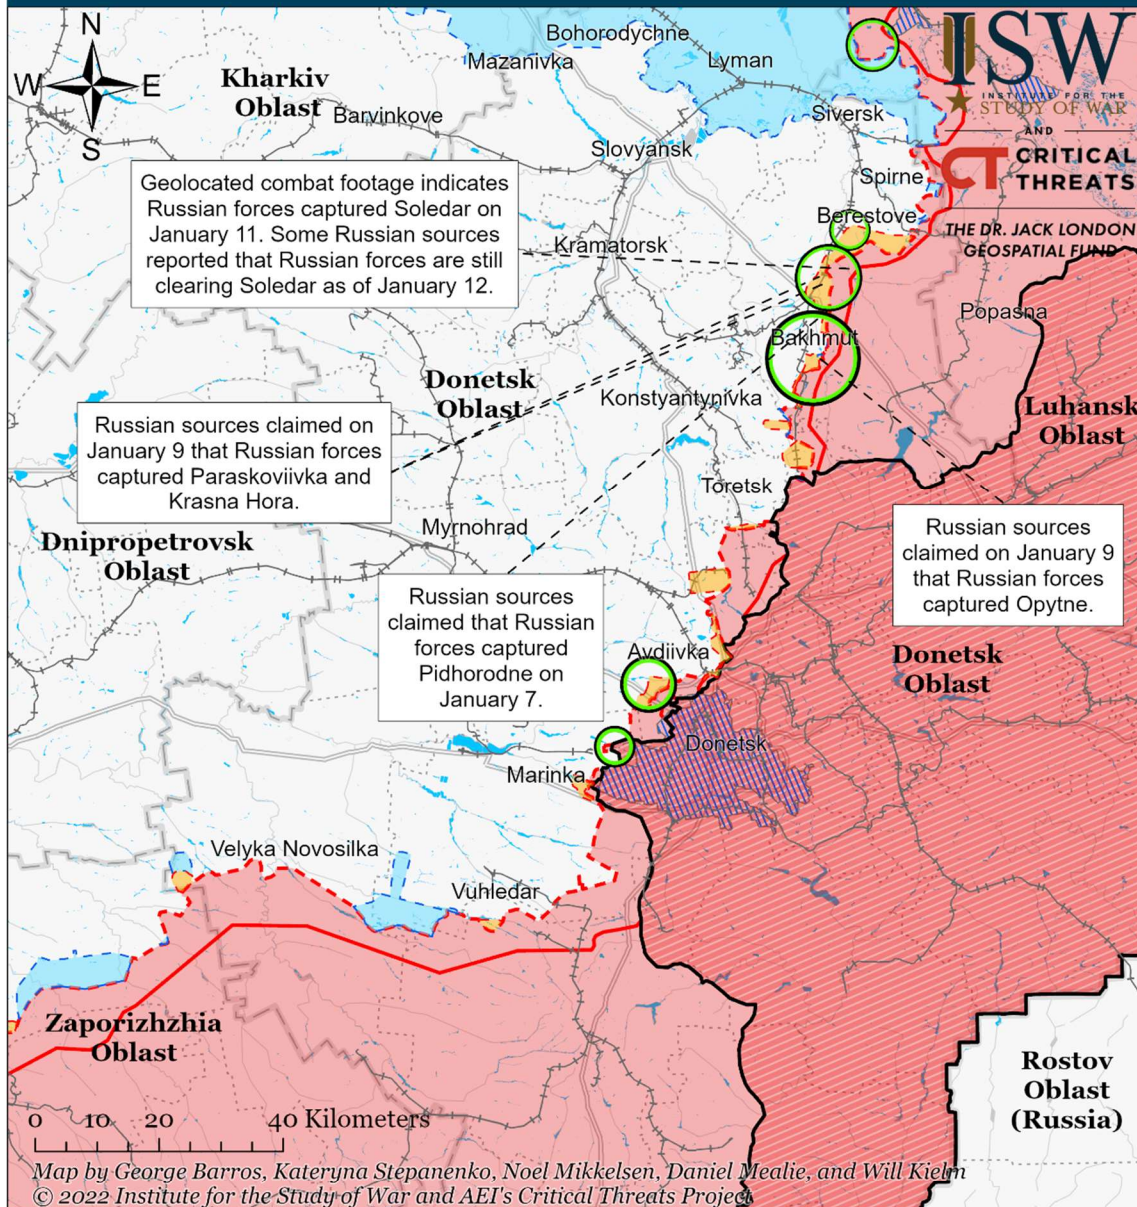 N
W
E
S
Kharkiv
Oblast
Bohorodychne
Mazanivka
Lyman
Barvinkove
Siversk
Slovyansk
ISW
INSTITUTE FOR THE
STUDY OF WAR
AND
CT CRITICAL
THREATS
THE DR. JACK LONDON
GEOSPATIAL FUND
Geolocated combat footage indicates
Russian forces captured Soledar on
January 11. Some Russian sources
reported that Russian forces are still
clearing Soledar as of January 12.
Spirne
Berestove
Kramatorsk
Popasna
Bakhmut
Donetsk
Oblast
Konstyantynivka
Luhansk
Oblast
Russian sources claimed on
January 9 that Russian forces
captured Paraskoviivka and
Krasna Hora.
Toretsk
Myrnohrad
Dnipropetrovsk
Oblast
Russian sources
claimed on January 9
that Russian forces
captured Opytne.
Russian sources
claimed that Russian
forces captured
Pidhorodne on
January 7.
Avdiivka
Donetsk
Oblast
Donetsk
Marinka
Velyka Novosilka
Vuhledar
Zaporizhzhia
Oblast
Rostov
Oblast
(Russia)
0 10 20 40 Kilometers
Map by George Barros, Kateryna Stepanenko, Noel Mikkelsen, Daniel Mealie, and Will Kielm
© 2022 Institute for the Study of War and AEI's Critical Threats Project